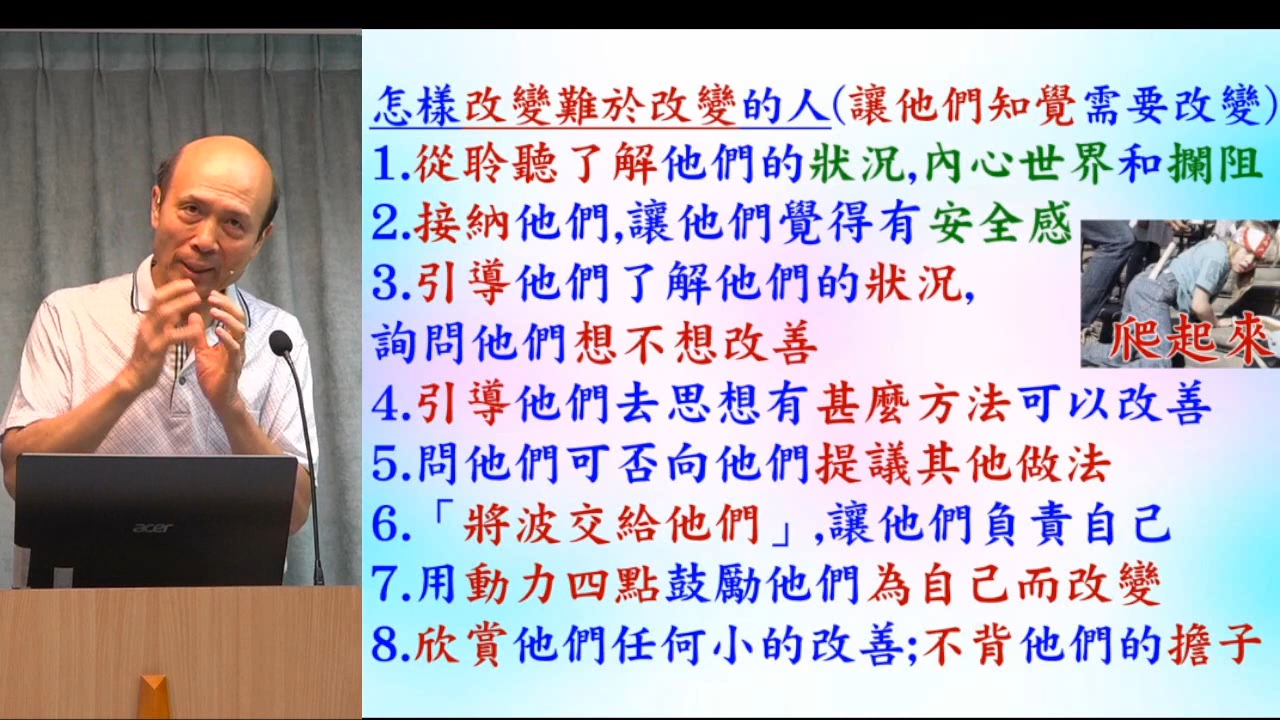 怎樣改變難於改變的人(讓他們知覺需要改變)
1.從聆聽了解他們的狀況,內心世界和攔阻
2.接納他們,讓他們覺得有安全感
3.引導他們了解他們的狀況,
詢問他們想不想改善
爬起來
4.引導他們去思想有甚麼方法可以改善
5.問他們可否向他們提議其他做法
6.「將波交給他們」,讓他們負責自己
7.用動力四點鼓勵他們為自己而改變
8.欣賞他們任何小的改善;不背他們的擔子
acer